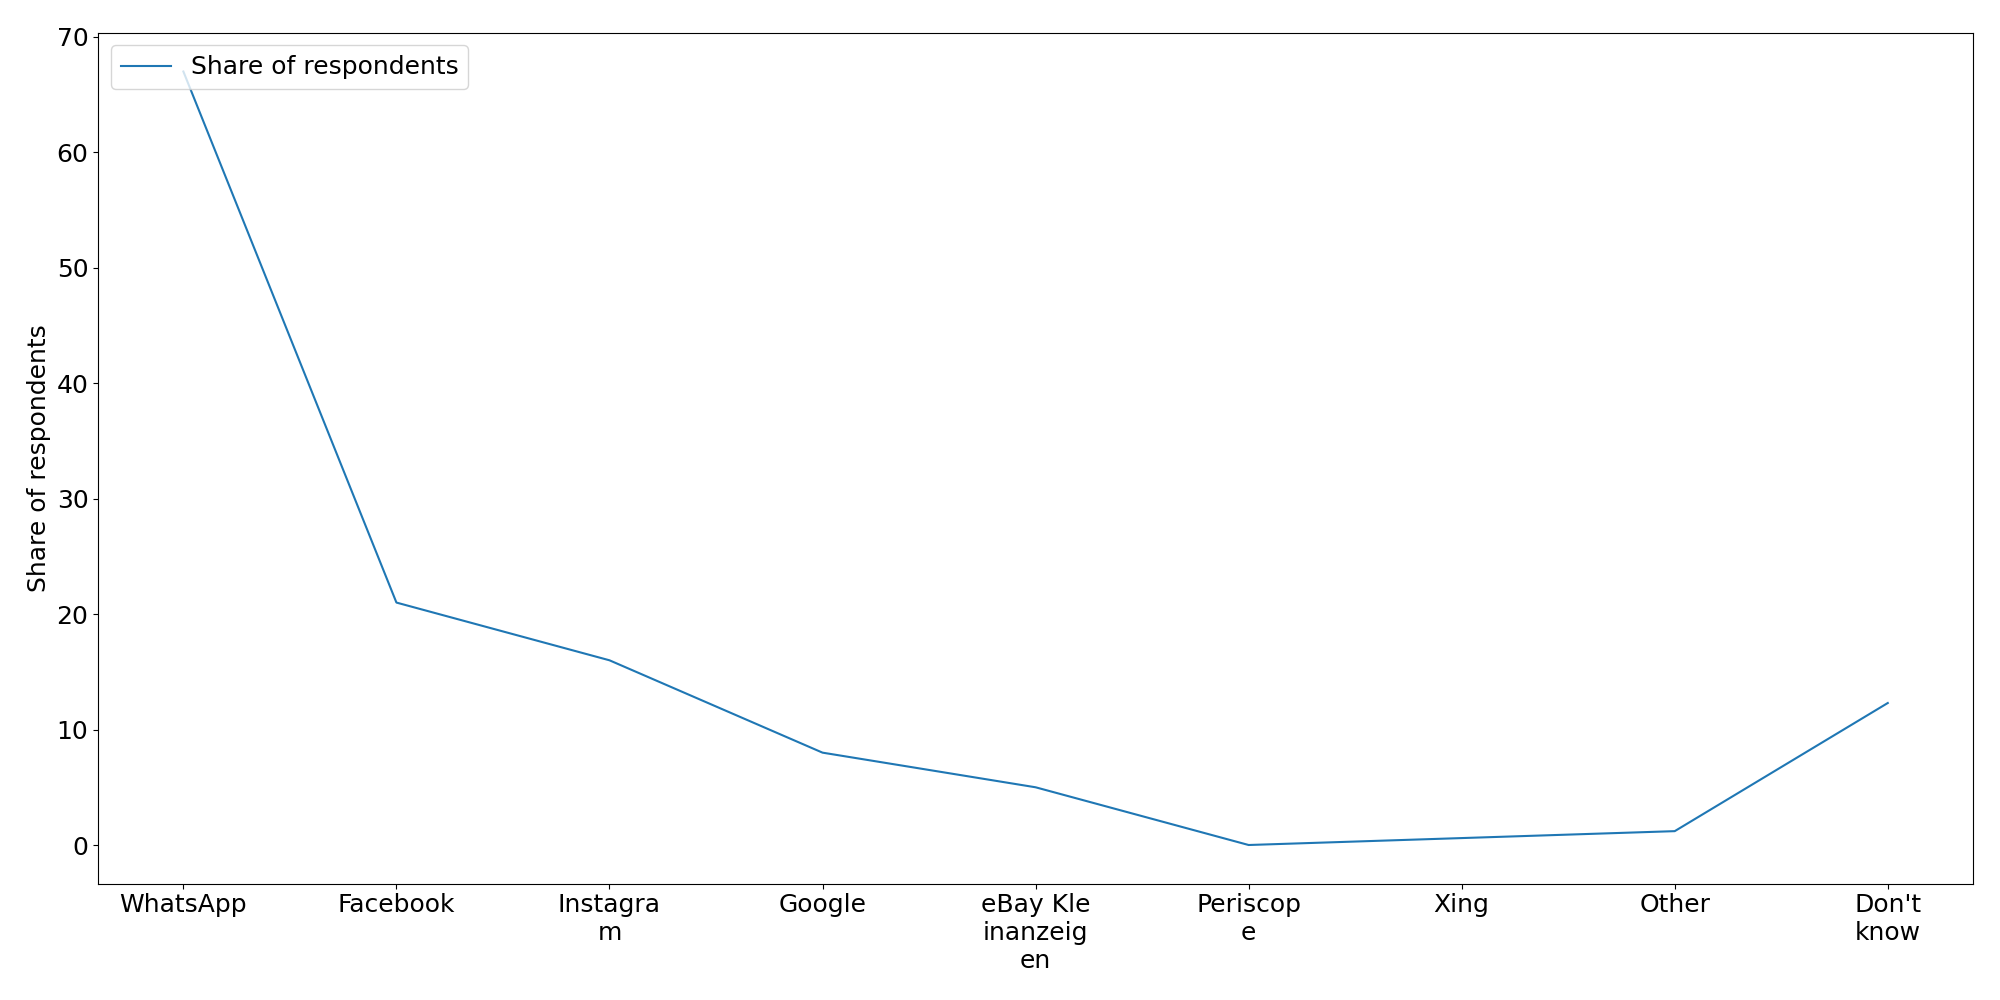 Share of respondents
Share of respondents
70
60
50
40
30
20
10
0
WhatsApp
Facebook
Instagra
m
Google
eBay Kle
inanzeig
en
Periscop
e
Xing
Other
Don't
know